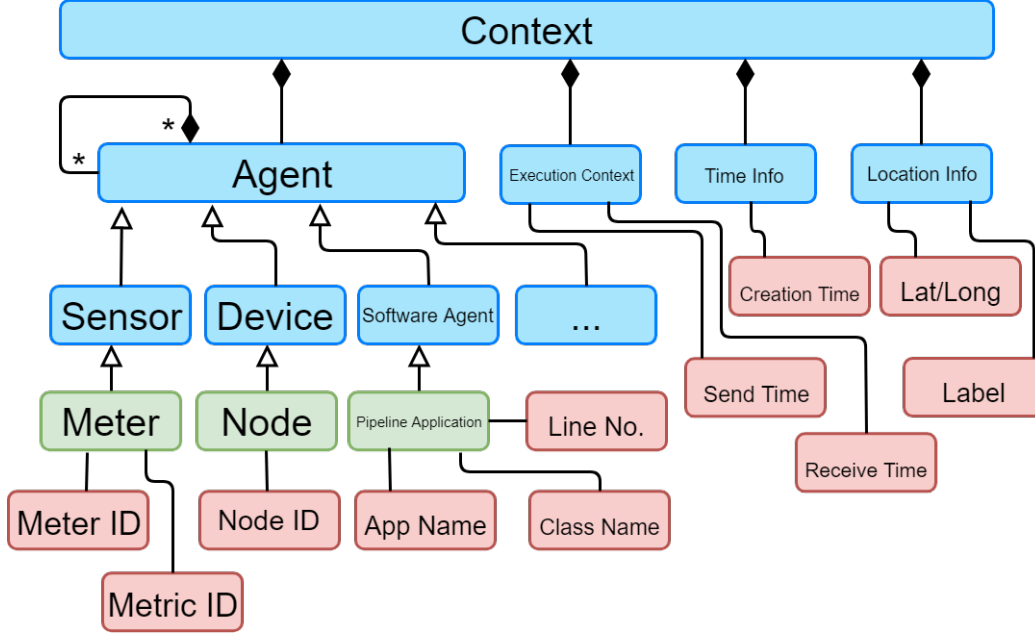 Context
*
*
Agent
Execution Context
Time Info
Location Info
Sensor
Device
Software Agent
...
Creation Time
Lat/Long
Meter
Node
Pipeline Application
Line No.
Send Time
Label
Receive Time
Meter ID
Node ID
App Name
Class Name
Metric ID